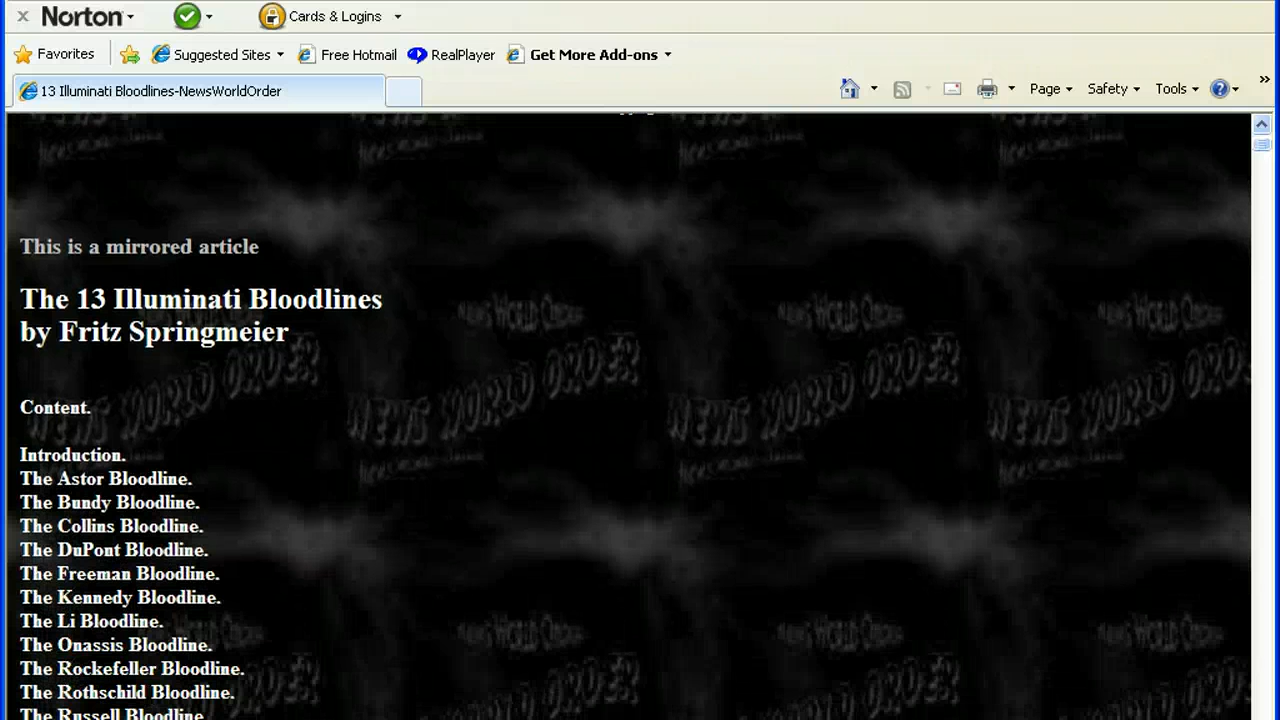 Norton
Cards & Logins
Favorites Suggested Sites Free Hotmail RealPlayer Get More Add-ons
13 Illuminati Bloodlines-NewsWorldOrder Page Safety Tools
This is a mirrored article
The 13 Illuminati Bloodlines
by Fritz Springmeier
Content.
Introduction.
The Astor Bloodline.
The Bundy Bloodline.
The Collins Bloodline.
The DuPont Bloodline.
The Freeman Bloodline.
The Kennedy Bloodline.
The Li Bloodline.
The Onassis Bloodline.
The Rockefeller Bloodline.
The Rothschild Bloodline.
The Russell Bloodline
NEWS WORLD ORDER